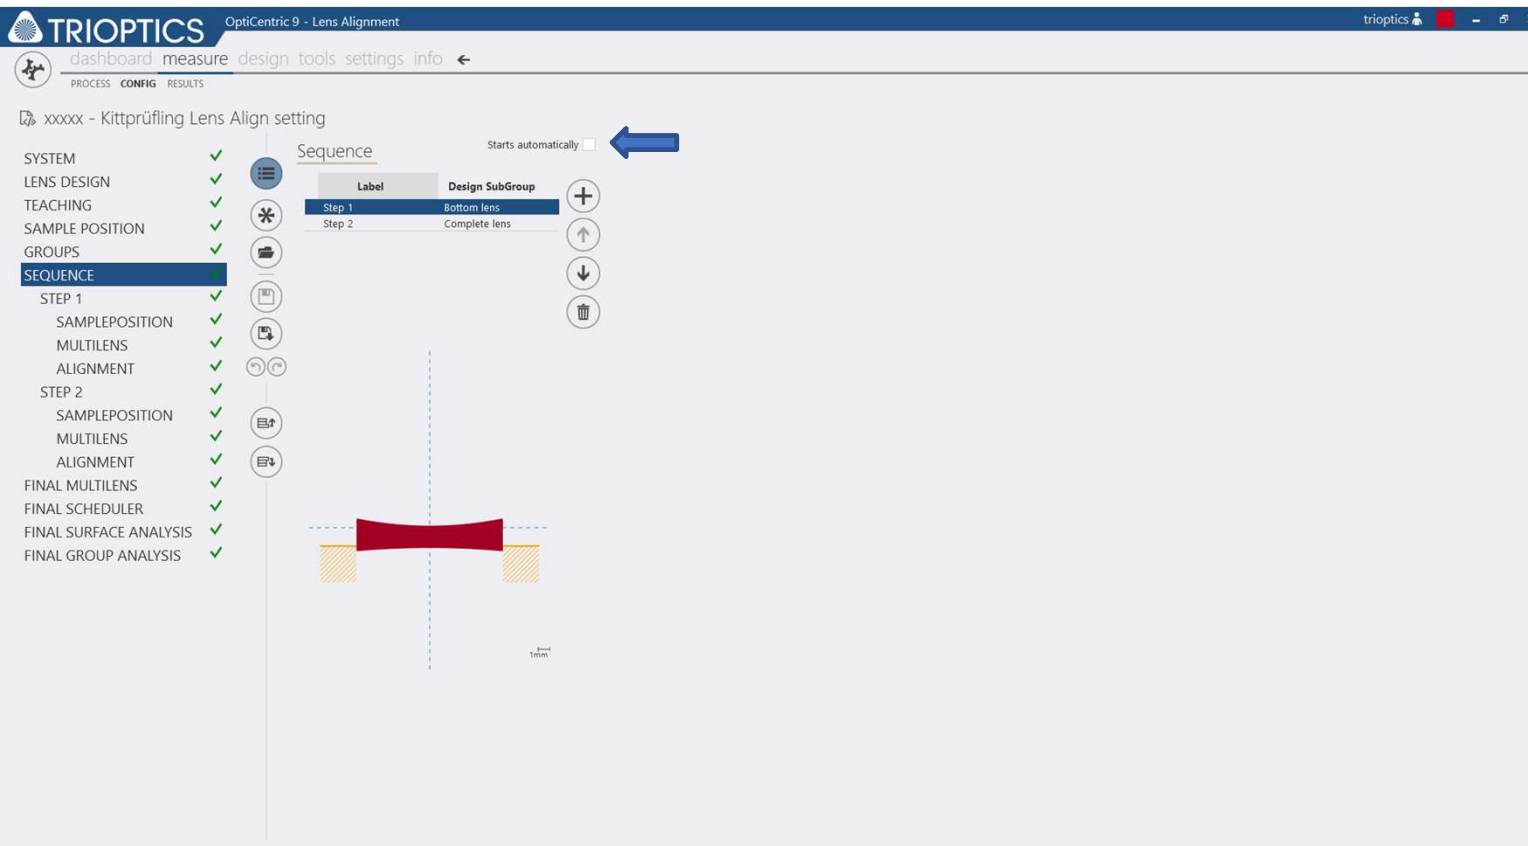 TRIOPTICS
OptiCentric 9 - Lens Alignment
trioptics
dashboard measure design tools settings info
PROCESS CONFIG RESULTS
xxxxx - Kittprüfling Lens Align setting
SYSTEM
LENS DESIGN
TEACHING
SAMPLE POSITION
GROUPS
SEQUENCE
STEP 1
SAMPLEPOSITION
MULTILENS
ALIGNMENT
STEP 2
SAMPLEPOSITION
MULTILENS
ALIGNMENT
FINAL MULTILENS
FINAL SCHEDULER
FINAL SURFACE ANALYSIS
FINAL GROUP ANALYSIS
Sequence
Starts automatically
Label Design SubGroup
Step 1 Bottom lens
Step 2 Complete lens
1mm